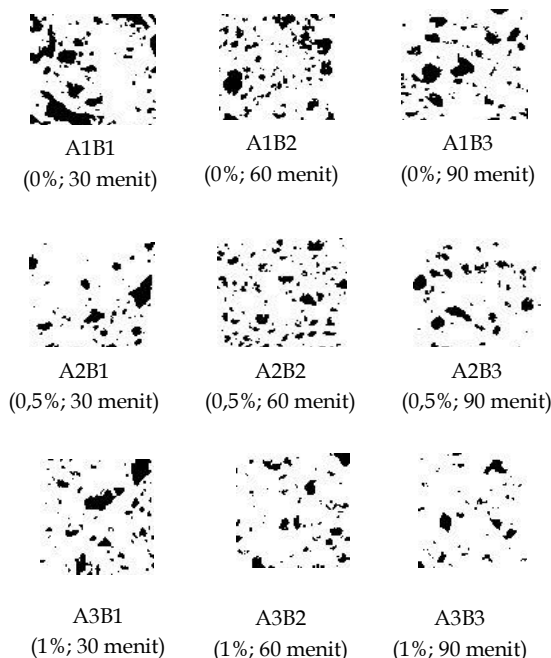 A1B1 A1B2 A1B3
(0%; 30 menit) (0%; 60 menit) (0%; 90 menit)
A2B1 A2B2 A2B3
(0,5%; 30 menit) (0,5%; 60 menit) (0,5%; 90 menit)
A3B1 A3B2 A3B3
(1%; 30 menit) (1%; 60 menit) (1%; 90 menit)